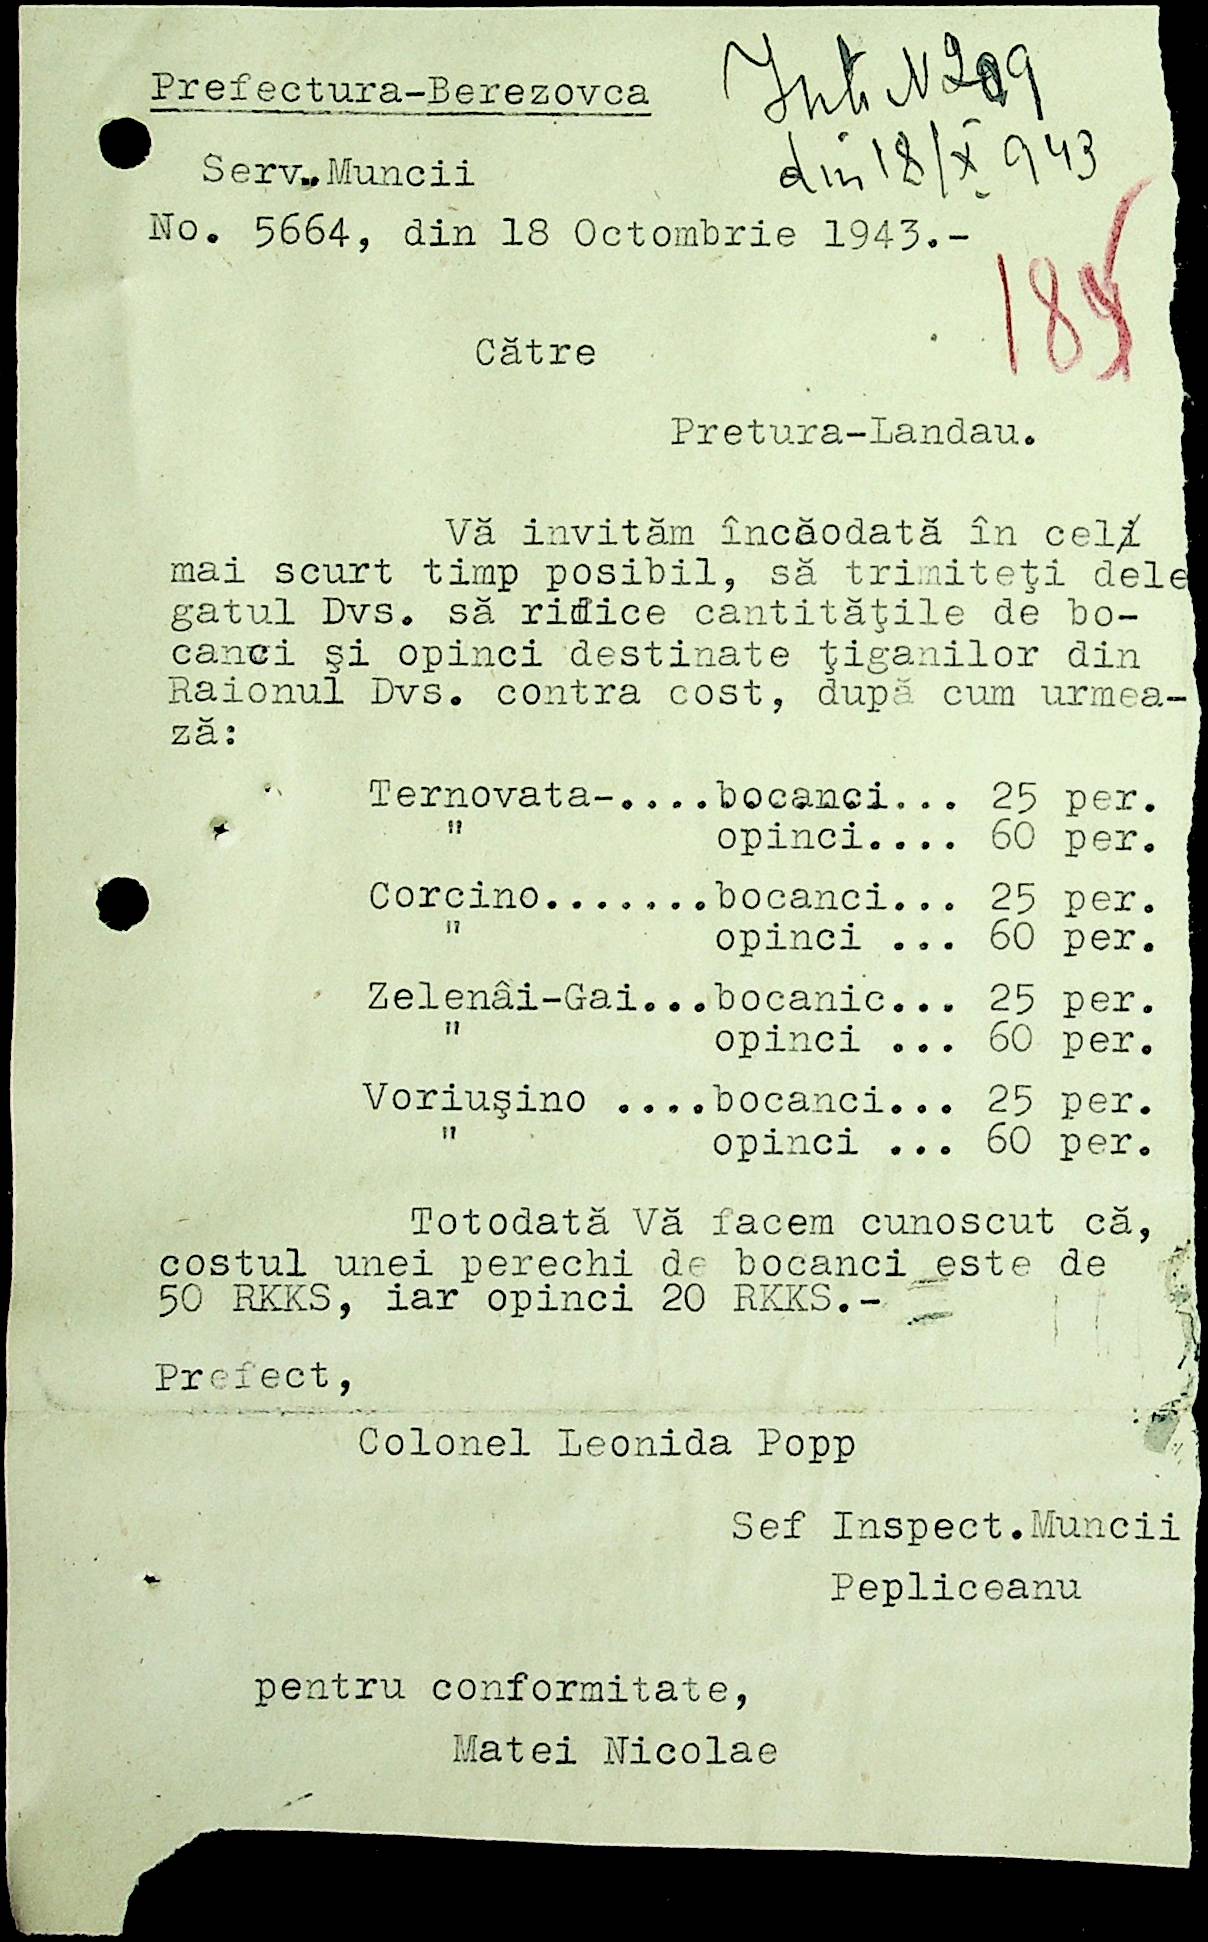 Prefectura-Berezovca
N 209
din 18/X 943
Serv. Muncii
No. 5664, din 18 Octombrie 1943.-
Către
Pretura-Landau.
Vă invităm încăodată în cel
mai scurt timp posibil, să trimiteţi dele
gatul Dvs. să ridice cantităţile de bo-
canci şi opinci destinate ţiganilor din
Raionul Dvs. contra cost, după cum urmea-
ză:
Ternovata-....bocanci... 25 per.
" opinci.... 60 per.
Corcino.......bocanci... 25 per.
" opinci ... 60 per.
Zelenâi-Gai...bocanic... 25 per.
" opinci ... 60 per.
Voriuşino ....bocanci... 25 per.
" opinci ... 60 per.
Totodată Vă facem cunoscut că,
costul unei perechi de bocanci este de
50 RKKS, iar opinci 20 RKKS.-
Prefect,
Colonel Leonida Popp
Sef Inspect.Muncii
Pepliceanu
pentru conformitate,
Matei Nicolae